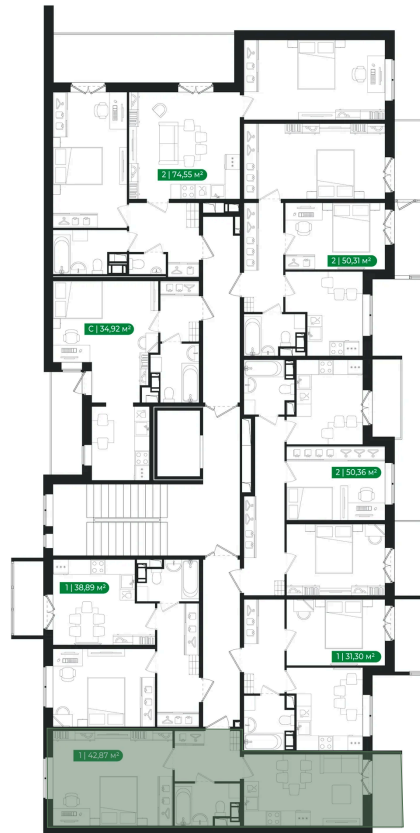 2 | 74,55 м²
2 | 50,31 м²
С | 34,92 м²
2 | 50,36 м²
1 | 38,89 м²
1 | 31,30 м²
1 | 42,87 м²